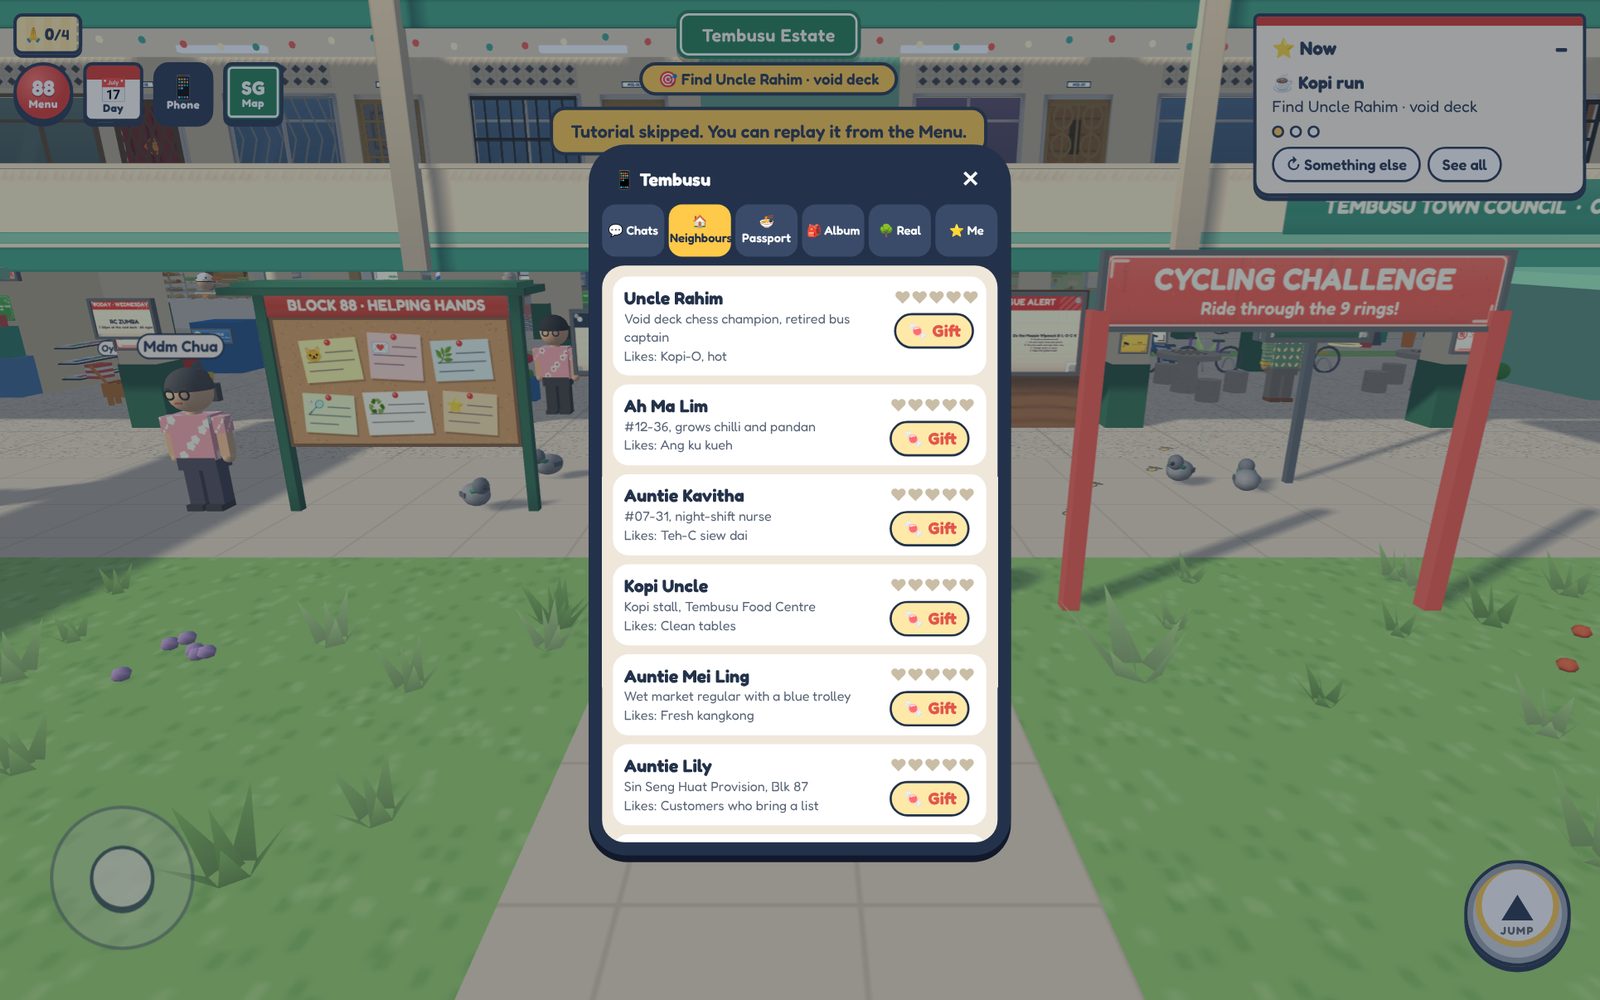 0/4
Tembusu Estate
88
Menu
July
17
Day
Phone
SG
Map
Find Uncle Rahim · void deck
Tutorial skipped. You can replay it from the Menu.
Now
Kopi run
Find Uncle Rahim · void deck
Something else
See all
TEMBUSU TOWN COUNCIL ·
Tembusu
Chats
Neighbours
Passport
Album
Real
Me
Uncle Rahim
Void deck chess champion, retired bus
captain
Likes: Kopi-O, hot
Gift
Ah Ma Lim
#12-36, grows chilli and pandan
Likes: Ang ku kueh
Gift
Auntie Kavitha
#07-31, night-shift nurse
Likes: Teh-C siew dai
Gift
Kopi Uncle
Kopi stall, Tembusu Food Centre
Likes: Clean tables
Gift
Auntie Mei Ling
Wet market regular with a blue trolley
Likes: Fresh kangkong
Gift
Auntie Lily
Sin Seng Huat Provision, Blk 87
Likes: Customers who bring a list
Gift
BLOCK 88 · HELPING HANDS
RC ZUMBA
Mdm Chua
ALERT
CYCLING CHALLENGE
Ride through the 9 rings!
JUMP